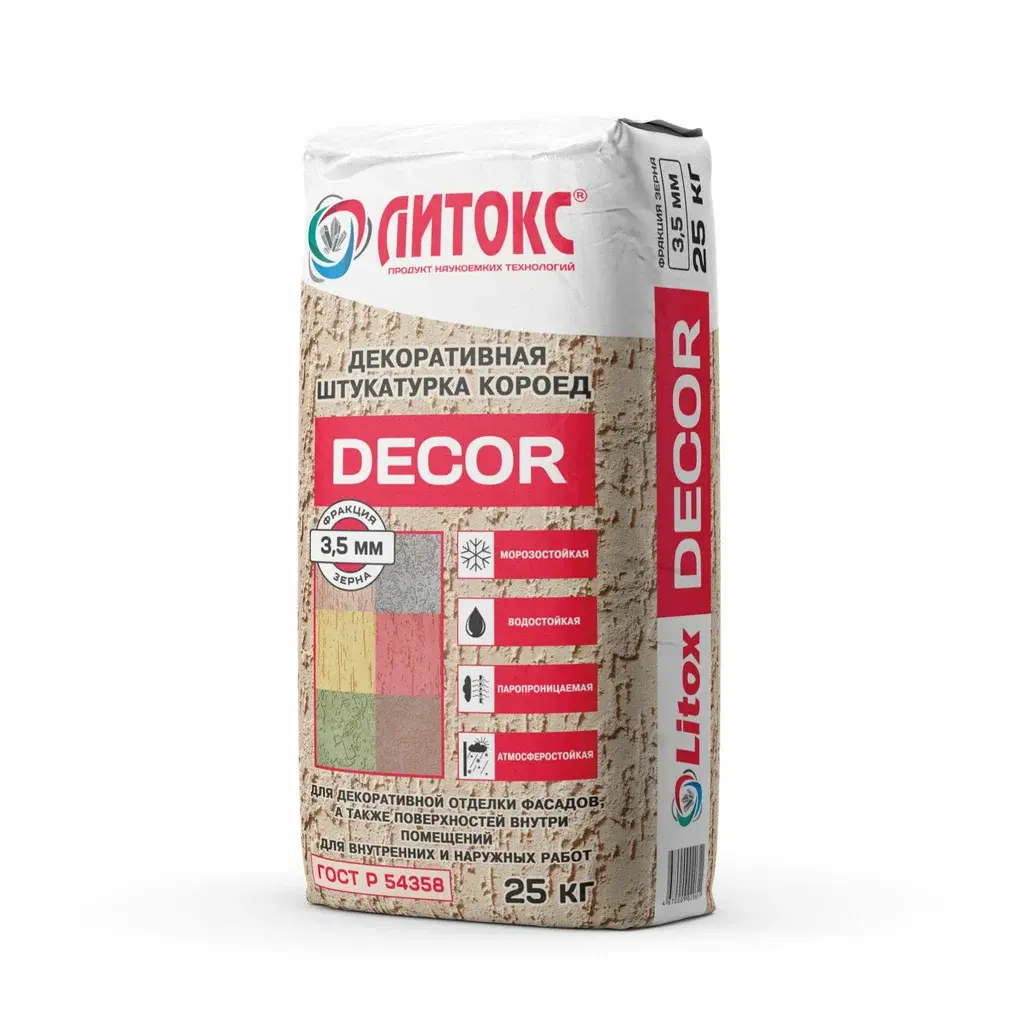 ЛИТОКС®
ПРОДУКТ НАУКОЕМКИХ ТЕХНОЛОГИЙ
ДЕКОРАТИВНАЯ
ШТУКАТУРКА КОРОЕД
DECOR
ФРАКЦИЯ
3,5 ММ
ЗЕРНА
МОРОЗОСТОЙКАЯ
ВОДОСТОЙКАЯ
ПАРОПРОНИЦАЕМАЯ
АТМОСФЕРОСТОЙКАЯ
ДЛЯ ДЕКОРАТИВНОЙ ОТДЕЛКИ ФАСАДОВ,
А ТАКЖЕ ПОВЕРХНОСТЕЙ ВНУТРИ
ПОМЕЩЕНИЙ
ДЛЯ ВНУТРЕННИХ И НАРУЖНЫХ РАБОТ
ГОСТ Р 54358
25 КГ
ФРАКЦИЯ ЗЕРНА
3,5 ММ
25 КГ
DECOR
Litox